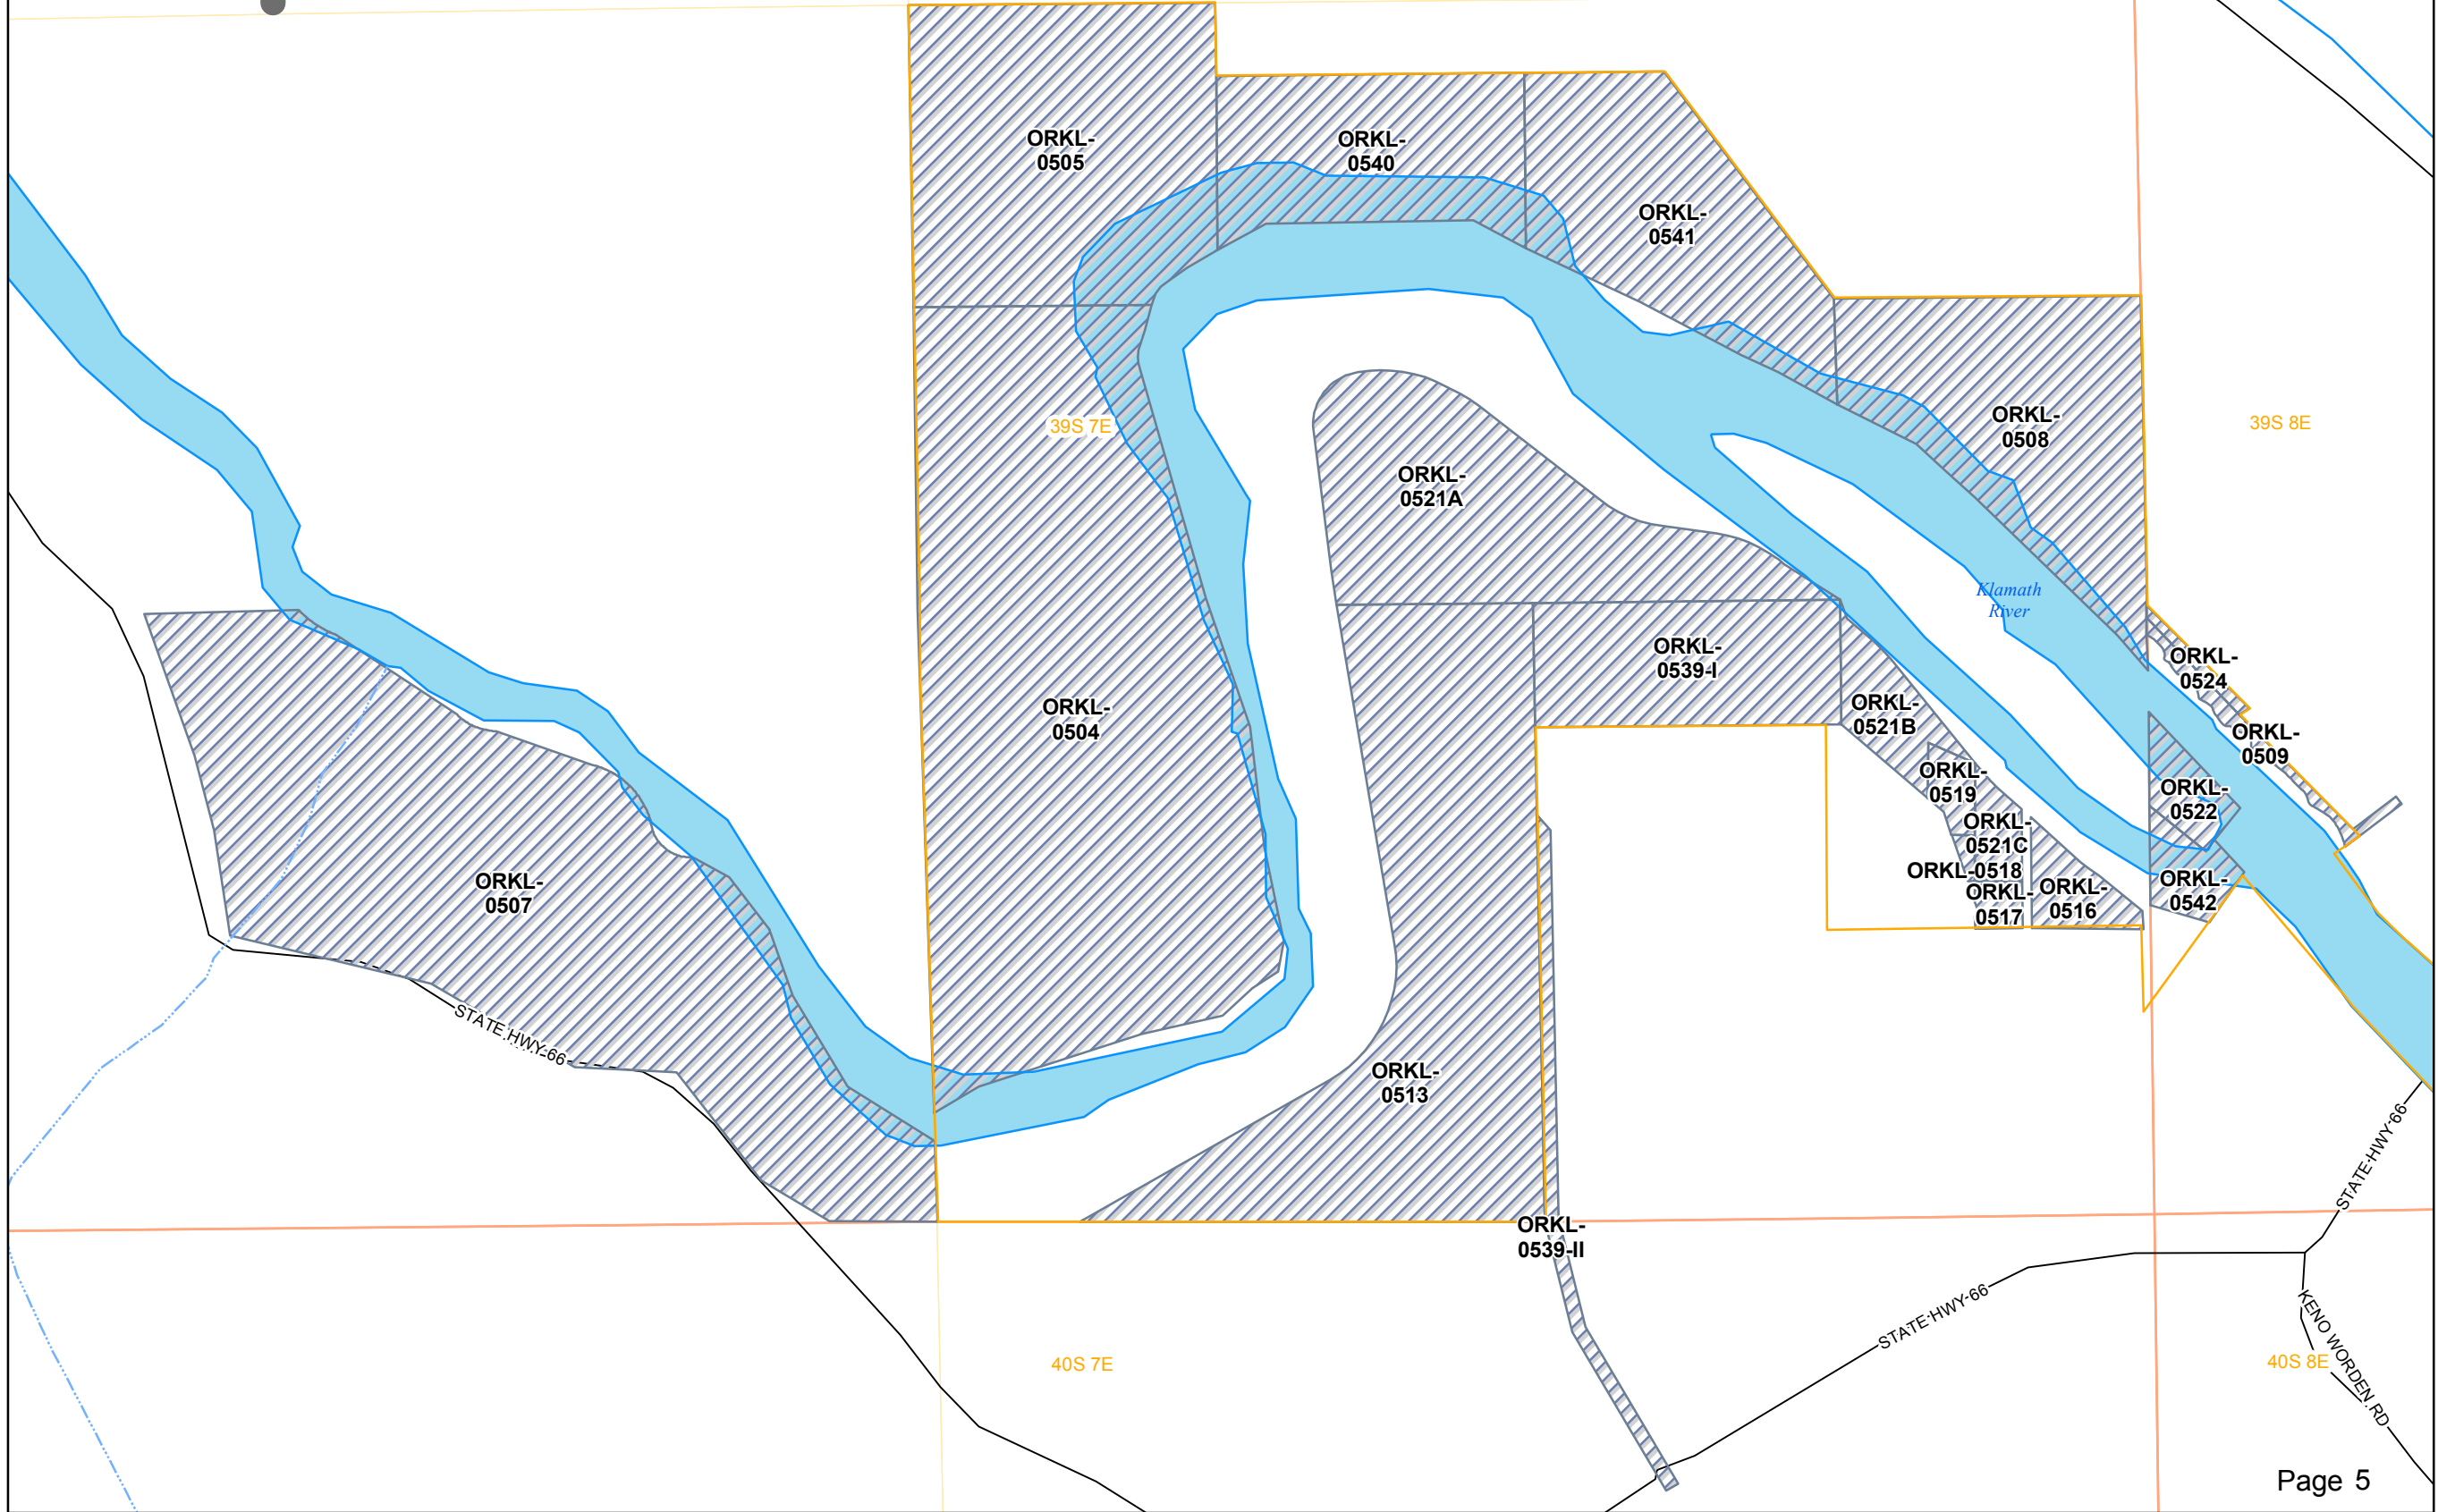 ORKL-
0505
ORKL-
0540
ORKL-
0541
39S 7E
ORKL-
0508
39S 8E
ORKL-
0521A
Klamath
River
ORKL-
0539-I
ORKL-
0524
ORKL-
0504
ORKL-
0521B
ORKL-
0509
ORKL-
0519
ORKL-
0522
ORKL-
0521C
ORKL-0518
ORKL-
0517
ORKL-
0516
ORKL-
0542
ORKL-
0507
STATE HWY 66
ORKL-
0513
STATE HWY 66
ORKL-
0539-II
STATE HWY 66
KENO WORDEN RD
40S 7E
40S 8E
Page 5